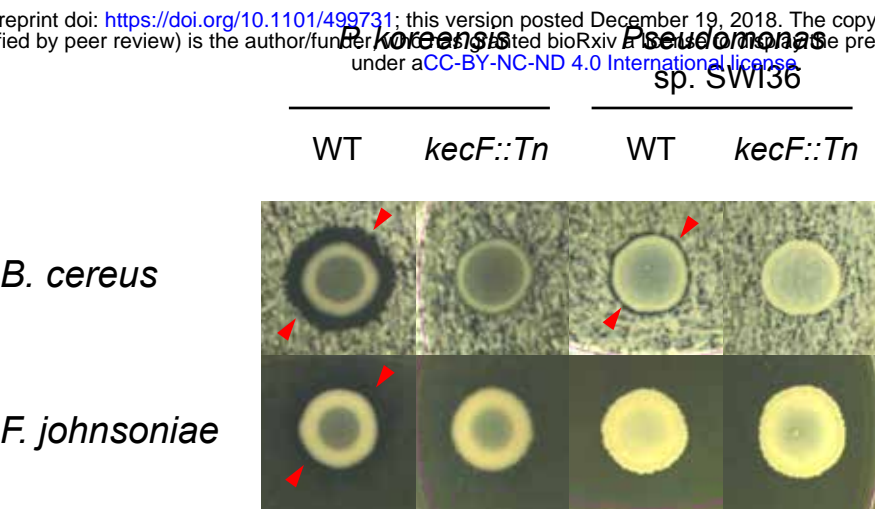 reprint doi: https://doi.org/10.1101/499731; this version posted December 19, 2018. The copy
fied by peer review) is the author/funder, who has granted bioRxiv a license to display the pre
under aCC-BY-NC-ND 4.0 International license.
P. koreensis Pseudomonas
sp. SWI36
WT kecF::Tn WT kecF::Tn
B. cereus
F. johnsoniae